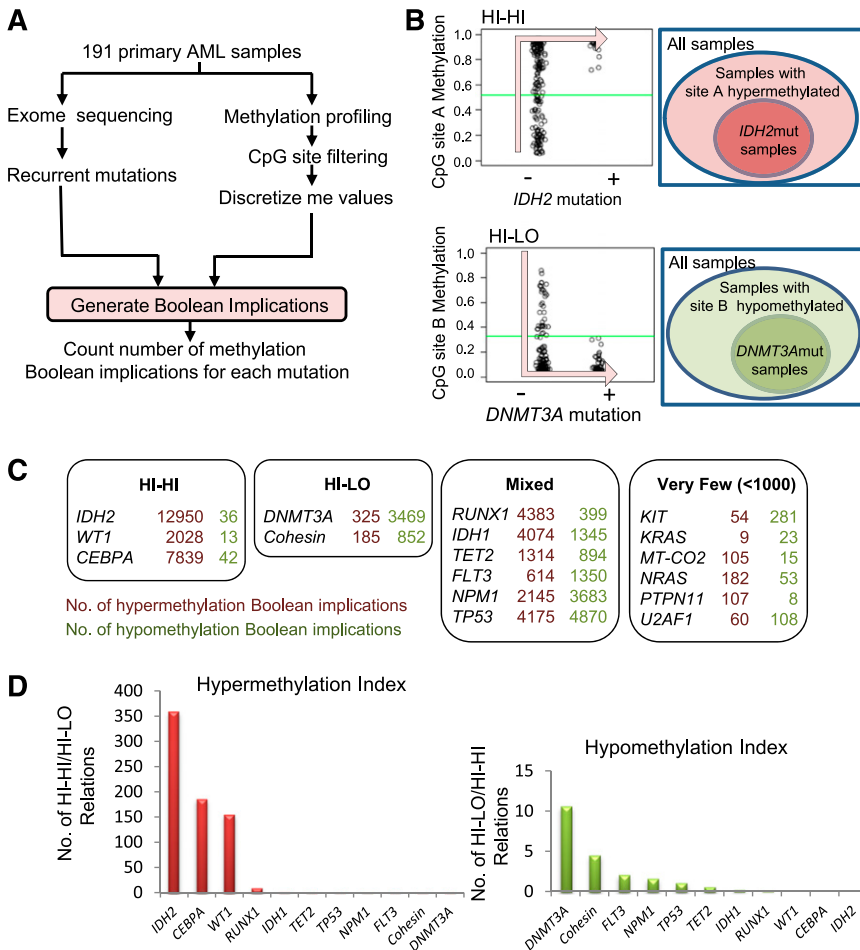 A
191 primary AML samples
Exome sequencing
Recurrent mutations
Methylation profiling
CpG site filtering
Discretize me values
Generate Boolean Implications
Count number of methylation
Boolean implications for each mutation
B
HI-HI
CpG site A Methylation
1.0
0.8
0.6
0.4
0.2
0.0
-
+
IDH2 mutation
All samples
Samples with
site A hypermethylated
IDH2mut
samples
HI-LO
CpG site B Methylation
1.0
0.8
0.6
0.4
0.2
0.0
-
+
DNMT3A mutation
All samples
Samples with
site B hypomethylated
DNMT3Amut
samples
C
HI-HI
IDH2 12950 36
WT1 2028 13
CEBPA 7839 42
HI-LO
DNMT3A 325 3469
Cohesin 185 852
Mixed
RUNX1 4383 399
IDH1 4074 1345
TET2 1314 894
FLT3 614 1350
NPM1 2145 3683
TP53 4175 4870
Very Few (<1000)
KIT 54 281
KRAS 9 23
MT-CO2 105 15
NRAS 182 53
PTPN11 107 8
U2AF1 60 108
No. of hypermethylation Boolean implications
No. of hypomethylation Boolean implications
D
Hypermethylation Index
No. of HI-HI/HI-LO
Relations
400
350
300
250
200
150
100
50
0
IDH2
CEBPA
WT1
RUNX1
IDH1
TET2
TP53
NPM1
FLT3
Cohesin
DNMT3A
Hypomethylation Index
No. of HI-LO/HI-HI
Relations
15
10
5
0
DNMT3A
Cohesin
FLT3
NPM1
TP53
TET2
IDH1
RUNX1
WT1
CEBPA
IDH2